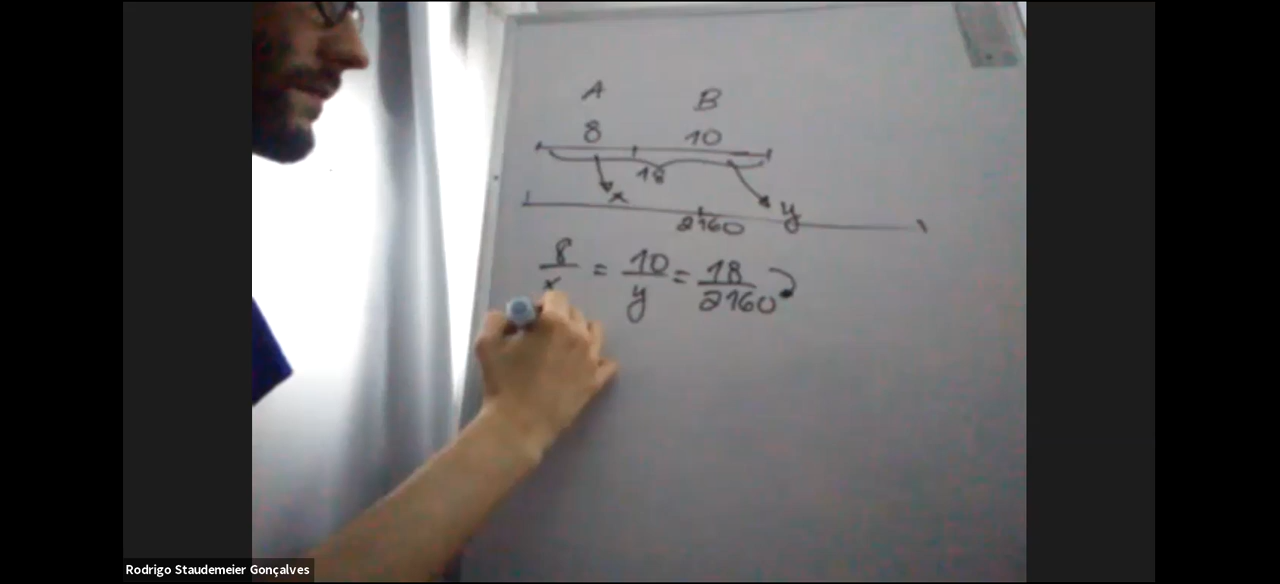 A B
8 10
18
x y
2160
8/x = 10/y = 18/2160
Rodrigo Staudemeier Gonçalves